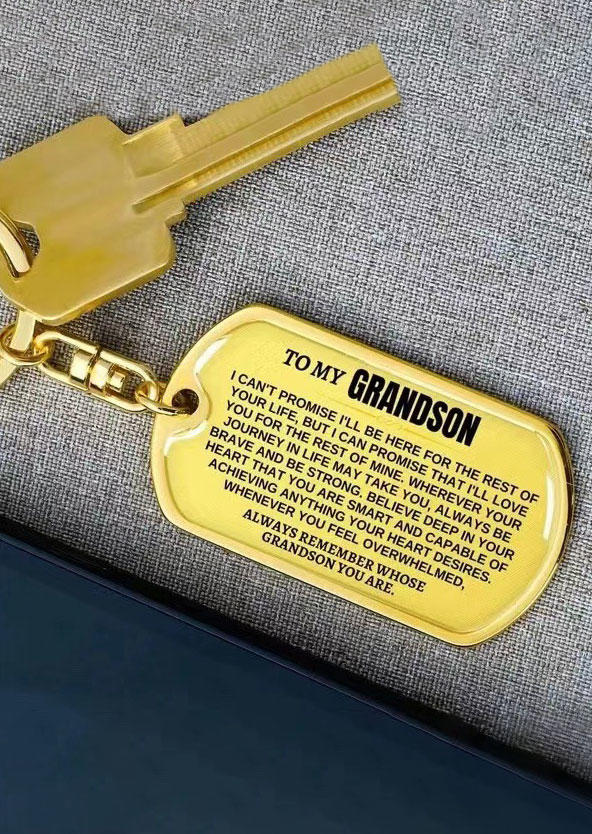 TO MY GRANDSON
I CAN'T PROMISE I'LL BE HERE FOR THE REST OF
YOUR LIFE, BUT I CAN PROMISE THAT I'LL LOVE
YOU FOR THE REST OF MINE. WHEREVER YOUR
JOURNEY IN LIFE MAY TAKE YOU, ALWAYS BE
BRAVE AND BE STRONG. BELIEVE DEEP IN YOUR
HEART THAT YOU ARE SMART AND CAPABLE OF
ACHIEVING ANYTHING YOUR HEART DESIRES.
WHENEVER YOU FEEL OVERWHELMED,
ALWAYS REMEMBER WHOSE
GRANDSON YOU ARE.